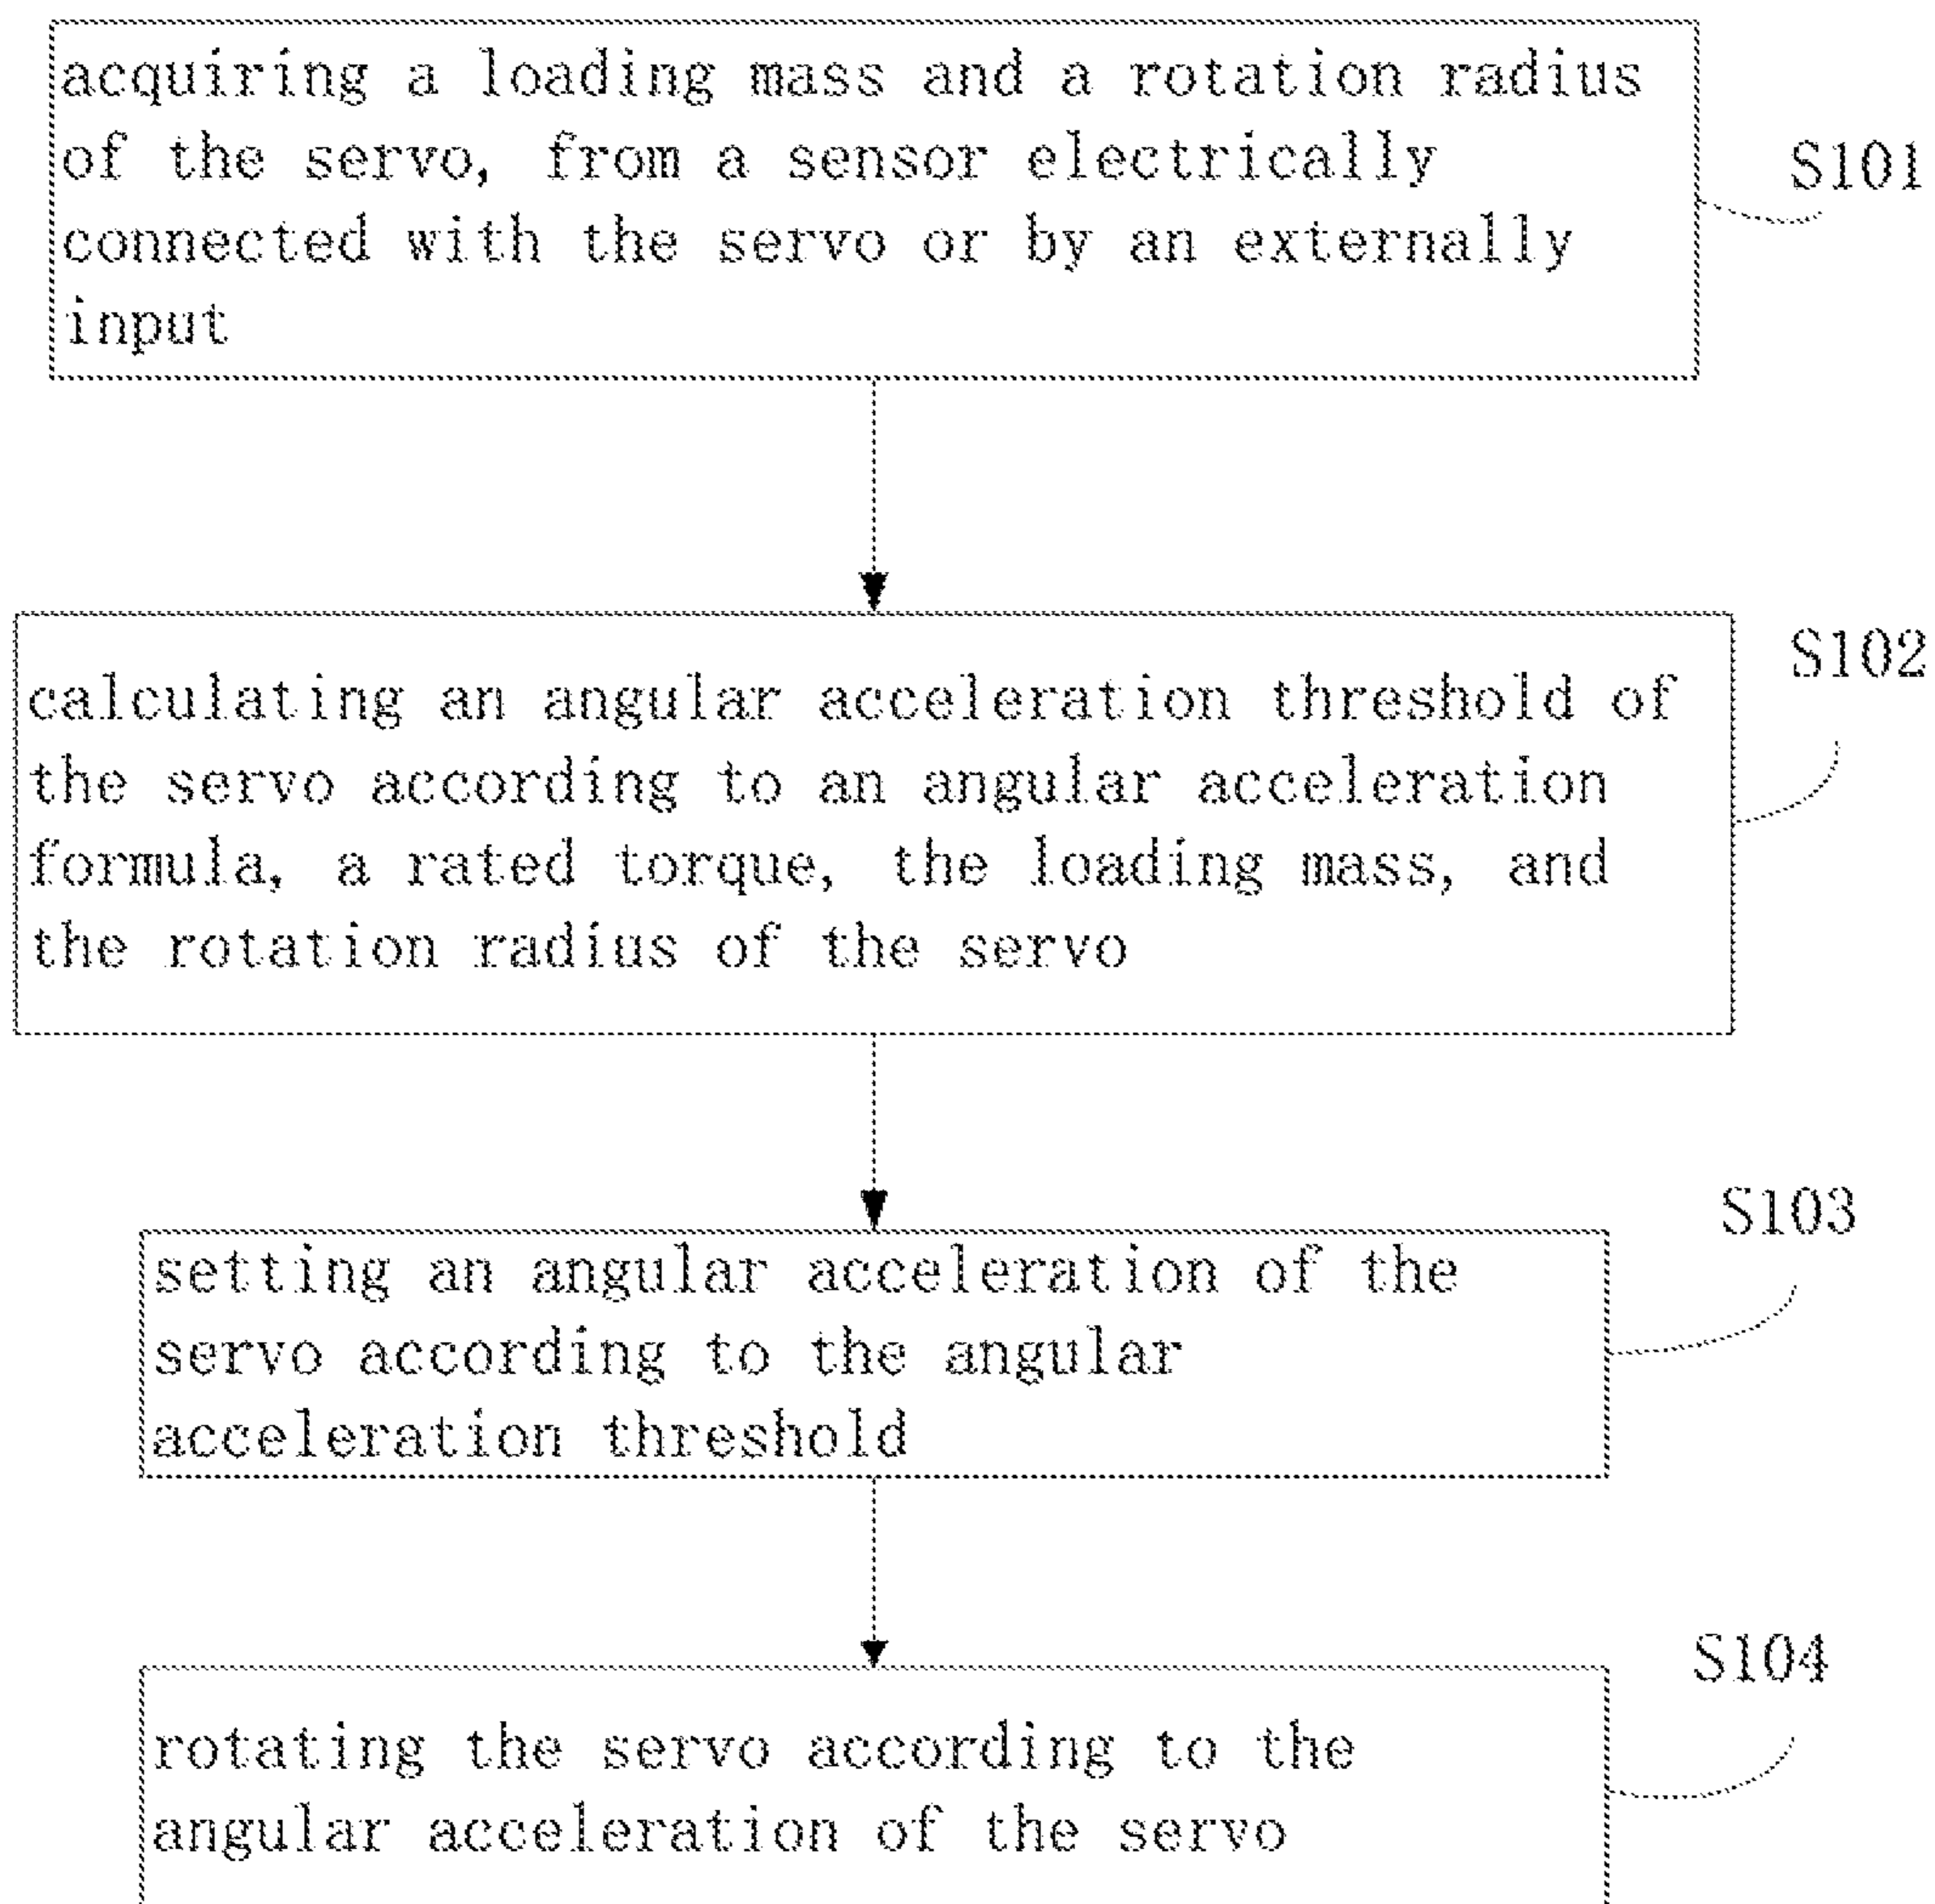 acquiring a loading mass and a rotation radius
of the servo, from a sensor electrically
connected with the servo or by an externally
input
S101
calculating an angular acceleration threshold of
the servo according to an angular acceleration
formula, a rated torque, the loading mass, and
the rotation radius of the servo
S102
setting an angular acceleration of the
servo according to the angular
acceleration threshold
S103
rotating the servo according to the
angular acceleration of the servo
S104